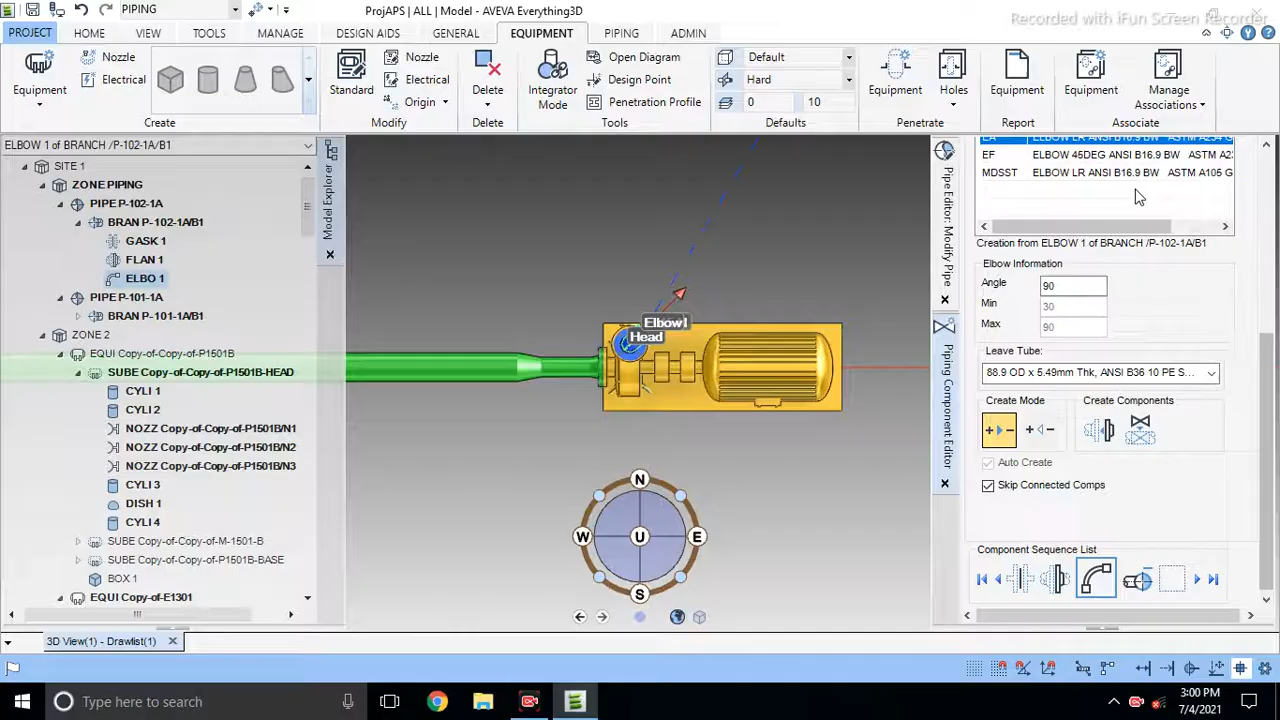 PIPING
ProjAPS | ALL | Model - AVEVA Everything3D
Recorded with iFun Screen Recorder
PROJECT HOME VIEW TOOLS MANAGE DESIGN AIDS GENERAL EQUIPMENT PIPING ADMIN
Equipment
Nozzle
Electrical
Create
Standard
Nozzle
Electrical
Origin
Modify
Delete
Delete
Integrator Mode
Open Diagram
Design Point
Penetration Profile
Tools
Default
Hard
0 10
Defaults
Equipment Holes
Penetrate
Equipment
Report
Equipment
Manage Associations
Associate
ELBOW 1 of BRANCH /P-102-1A/B1
SITE 1
ZONE PIPING
PIPE P-102-1A
BRAN P-102-1A/B1
GASK 1
FLAN 1
ELBO 1
PIPE P-101-1A
BRAN P-101-1A/B1
ZONE 2
EQUI Copy-of-Copy-of-P1501B
SUBE Copy-of-Copy-of-P1501B-HEAD
CYLI 1
CYLI 2
NOZZ Copy-of-Copy-of-P1501B/N1
NOZZ Copy-of-Copy-of-P1501B/N2
NOZZ Copy-of-Copy-of-P1501B/N3
CYLI 3
DISH 1
CYLI 4
SUBE Copy-of-Copy-of-M-1501-B
SUBE Copy-of-Copy-of-P1501B-BASE
BOX 1
EQUI Copy-of-E1301
Model Explorer
Elbow1
Head
N
W U E
S
Pipe Editor: Modify Pipe
Piping Component Editor
EA ELBOW LR ANSI B16.9 BW ASTM A234 G
EF ELBOW 45DEG ANSI B16.9 BW ASTM A23
MDSST ELBOW LR ANSI B16.9 BW ASTM A105 G
Creation from ELBOW 1 of BRANCH /P-102-1A/B1
Elbow Information
Angle 90
Min 30
Max 90
Leave Tube:
88.9 OD x 5.49mm Thk, ANSI B36 10 PE S...
Create Mode
Create Components
Auto Create
Skip Connected Comps
Component Sequence List
3D View(1) - Drawlist(1)
Type here to search
3:00 PM
7/4/2021